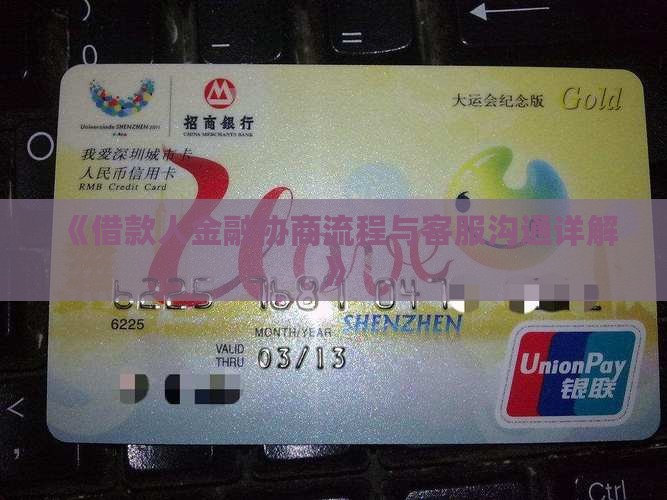 Universiade SHENZHEN 2011
招商银行
CHINA MERCHANTS BANK
大运会纪念版 Gold
我爱深圳城市卡
人民币信用卡
RMB Credit Card
《借款人金融协商流程与客服沟通详解
》
U Love
SHENZHEN
6225
6225
MONTH/YEAR
VALID
THRU
03/13
UnionPay
银联
<
Ctrl